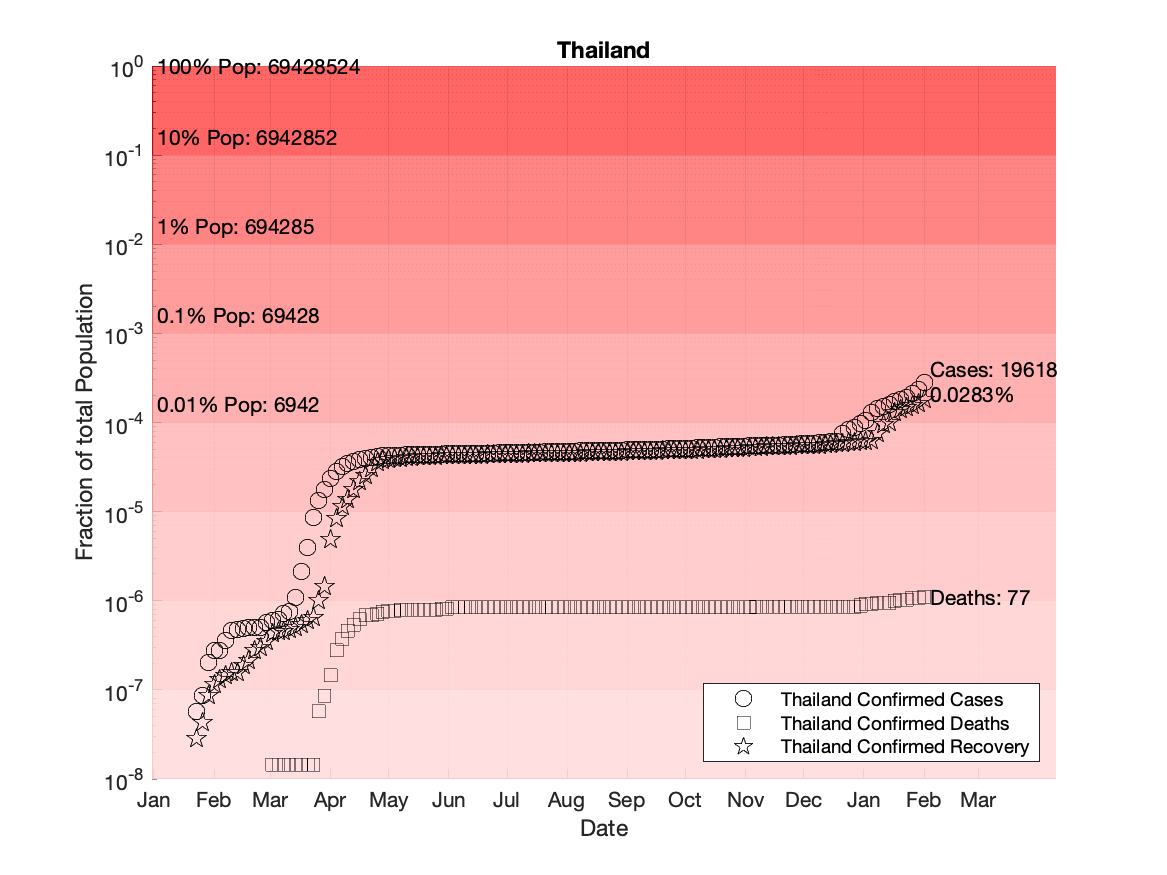 Thailand
10^0
100% Pop: 69428524
10% Pop: 6942852
10^-1
1% Pop: 694285
10^-2
0.1% Pop: 69428
10^-3
0.01% Pop: 6942
10^-4
10^-5
10^-6
10^-7
10^-8
Fraction of total Population
Cases: 19618
0.0283%
Deaths: 77
Thailand Confirmed Cases
Thailand Confirmed Deaths
Thailand Confirmed Recovery
Jan Feb Mar Apr May Jun Jul Aug Sep Oct Nov Dec Jan Feb Mar
Date